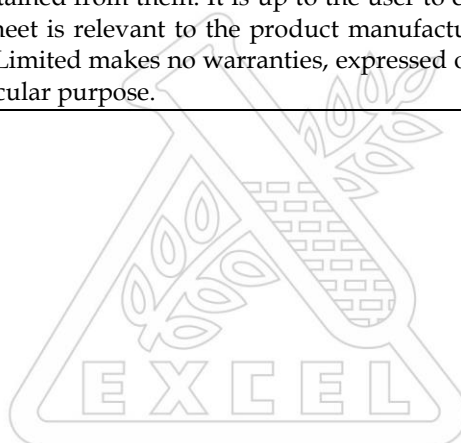 tained from them. It is up to the user to
heet is relevant to the product manufactu
Limited makes no warranties, expressed
cular purpose.
EXCEL